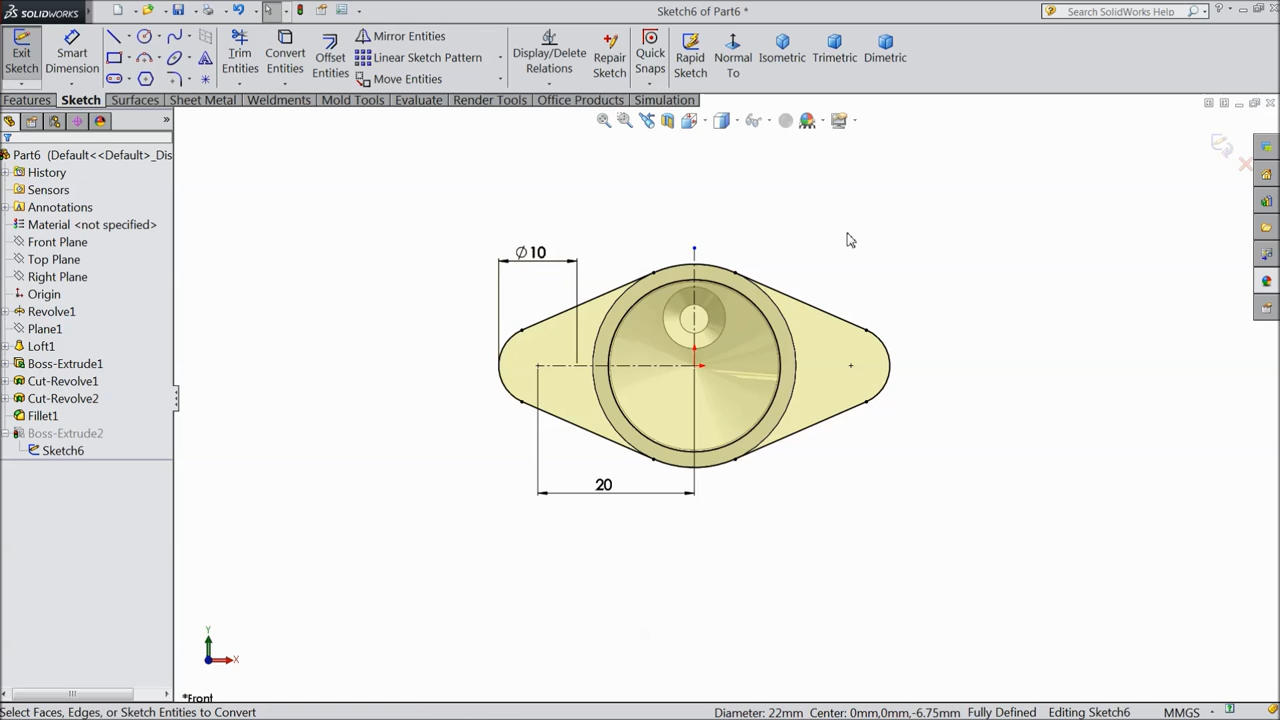 SOLIDWORKS
Sketch6 of Part6 *
Search SolidWorks Help
Exit Sketch
Smart Dimension
Trim Entities
Convert Entities
Offset Entities
Mirror Entities
Linear Sketch Pattern
Move Entities
Display/Delete Relations
Repair Sketch
Quick Snaps
Rapid Sketch
Normal To
Isometric
Trimetric
Dimetric
Features
Sketch
Surfaces
Sheet Metal
Weldments
Mold Tools
Evaluate
Render Tools
Office Products
Simulation
Part6 (Default<<Default>_Dis
History
Sensors
Annotations
Material <not specified>
Front Plane
Top Plane
Right Plane
Origin
Revolve1
Plane1
Loft1
Boss-Extrude1
Cut-Revolve1
Cut-Revolve2
Fillet1
Boss-Extrude2
Sketch6
∅10
20
Y
X
*Front
Select Faces, Edges, or Sketch Entities to Convert
Diameter: 22mm Center: 0mm,0mm,-6.75mm Fully Defined
Editing Sketch6
MMGS